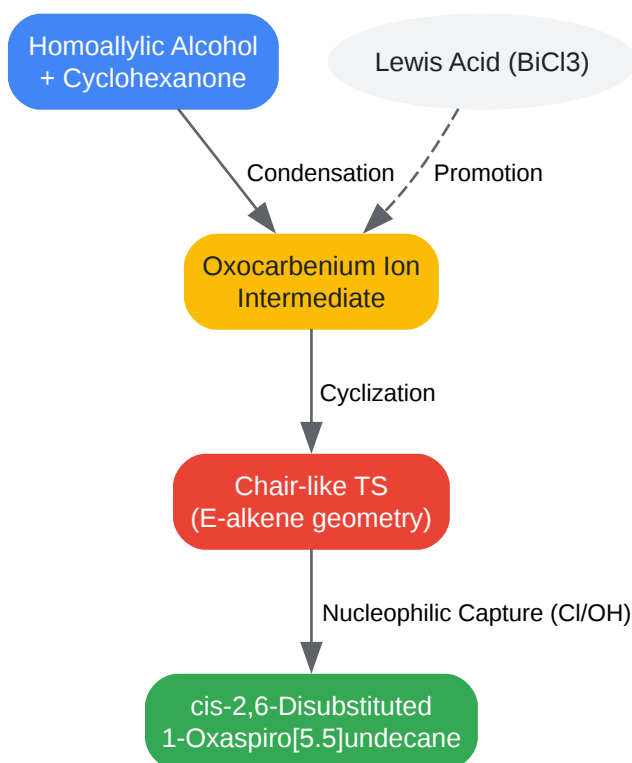 Homoallylic Alcohol
+ Cyclohexanone
Lewis Acid (BiCl3)
Condensation
Promotion
Oxocarbenium Ion
Intermediate
Cyclization
Chair-like TS
(E-alkene geometry)
Nucleophilic Capture (Cl/OH)
cis-2,6-Disubstituted
1-Oxaspiro[5.5]undecane